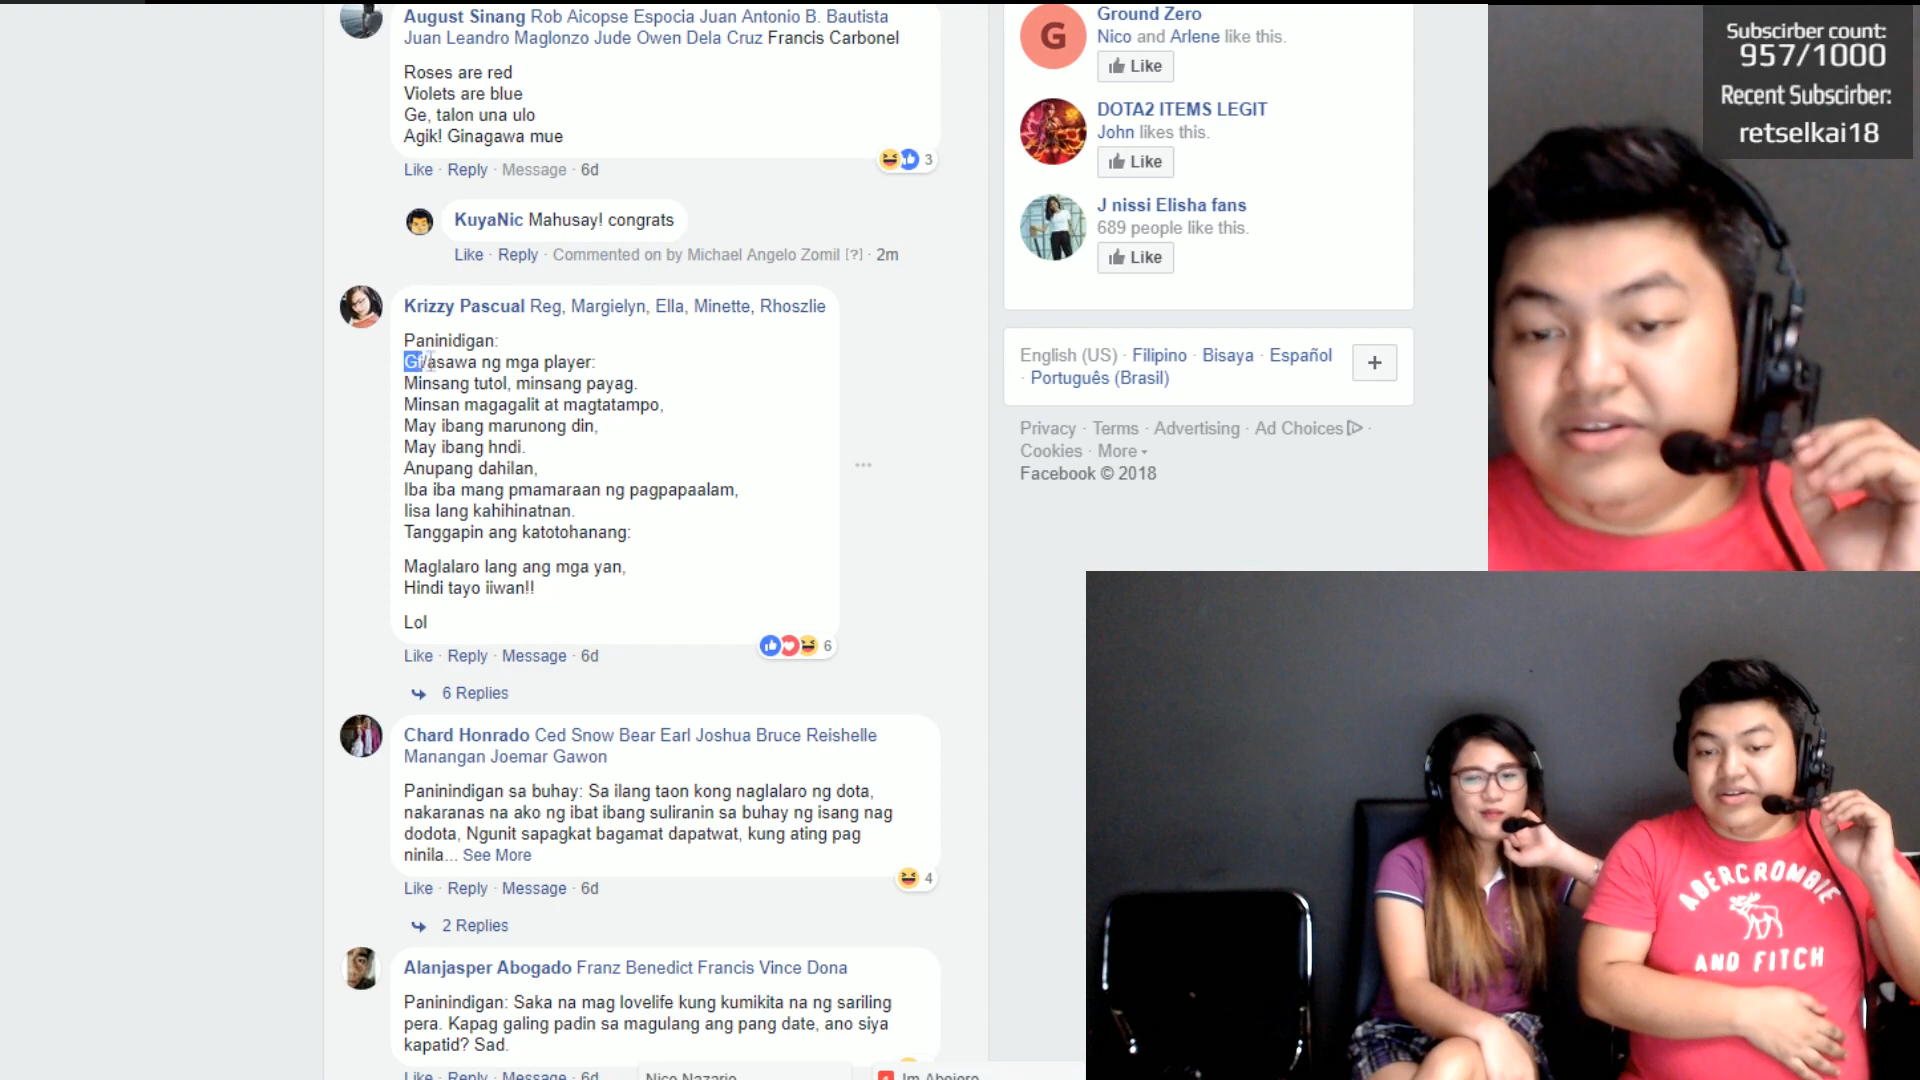 August Sinang Rob Aicopse Espocia Juan Antonio B. Bautista
Juan Leandro Maglonzo Jude Owen Dela Cruz Francis Carbonel
Roses are red
Violets are blue
Ge, talon una ulo
Agik! Ginagawa mue
3
Like · Reply · Message · 6d
KuyaNic Mahusay! congrats
Like · Reply · Commented on by Michael Angelo Zomil [?] · 2m
Krizzy Pascual Reg, Margielyn, Ella, Minette, Rhoszlie
Paninidigan:
Gf/asawa ng mga player:
Minsang tutol, minsang payag.
Minsan magagalit at magtatampo,
May ibang marunong din,
May ibang hndi.
Anupang dahilan,
Iba iba mang pmamaraan ng pagpapaalam,
Iisa lang kahihinatnan.
Tanggapin ang katotohanang:
Maglalaro lang ang mga yan,
Hindi tayo iiwan!!
Lol
6
Like · Reply · Message · 6d
6 Replies
Chard Honrado Ced Snow Bear Earl Joshua Bruce Reishelle
Manangan Joemar Gawon
Paninindigan sa buhay: Sa ilang taon kong naglalaro ng dota,
nakaranas na ako ng ibat ibang suliranin sa buhay ng isang nag
dodota, Ngunit sapagkat bagamat dapatwat, kung ating pag
ninila... See More
4
Like · Reply · Message · 6d
2 Replies
Alanjasper Abogado Franz Benedict Francis Vince Dona
Paninindigan: Saka na mag lovelife kung kumikita na ng sariling
pera. Kapag galing padin sa magulang ang pang date, ano siya
kapatid? Sad.
Like · Reply · Message · 6d
Nico Nazario
G
Ground Zero
Nico and Arlene like this.
Like
DOTA2 ITEMS LEGIT
John likes this.
Like
J nissi Elisha fans
689 people like this.
Like
English (US) · Filipino · Bisaya · Español
· Português (Brasil)
+
Privacy · Terms · Advertising · Ad Choices ·
Cookies · More
Facebook © 2018
Subscirber count:
957/1000
Recent Subscirber:
retselkai18
ABERCROMBIE
AND FITCH